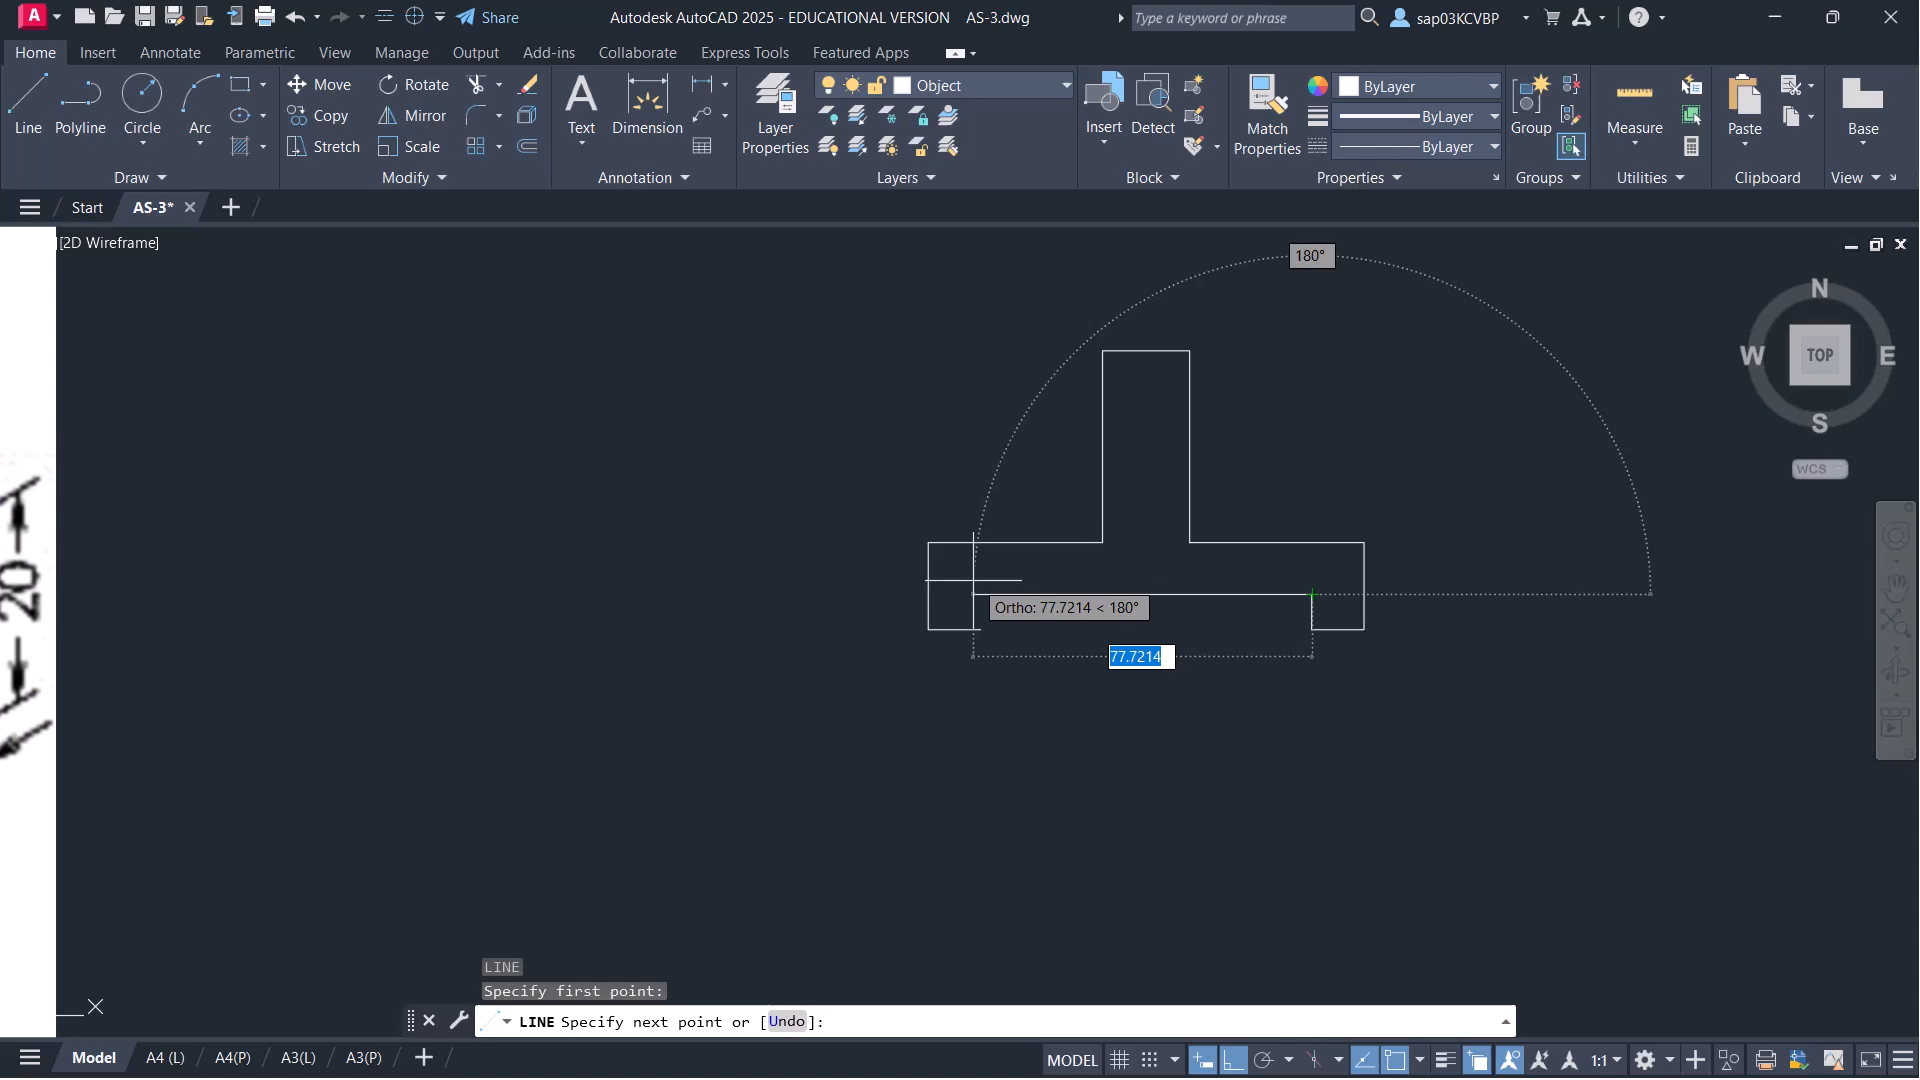 A Share Autodesk AutoCAD 2025 - EDUCATIONAL VERSION AS-3.dwg Type a keyword or phrase sap03KCVBP
Home Insert Annotate Parametric View Manage Output Add-ins Collaborate Express Tools Featured Apps
Line Polyline Circle Arc
Move Rotate
Copy Mirror
Stretch Scale
Text Dimension
Layer Properties
Object
Insert Detect
Match Properties
ByLayer
ByLayer
ByLayer
Group Measure Paste Base
Draw Modify Annotation Layers Block Properties Groups Utilities Clipboard View
Start AS-3*
[2D Wireframe]
180°
N
W TOP E
S
WCS
20
Ortho: 77.7214 < 180°
77.7214
LINE
Specify first point:
LINE Specify next point or [Undo]:
Model A4 (L) A4(P) A3(L) A3(P) MODEL 1:1